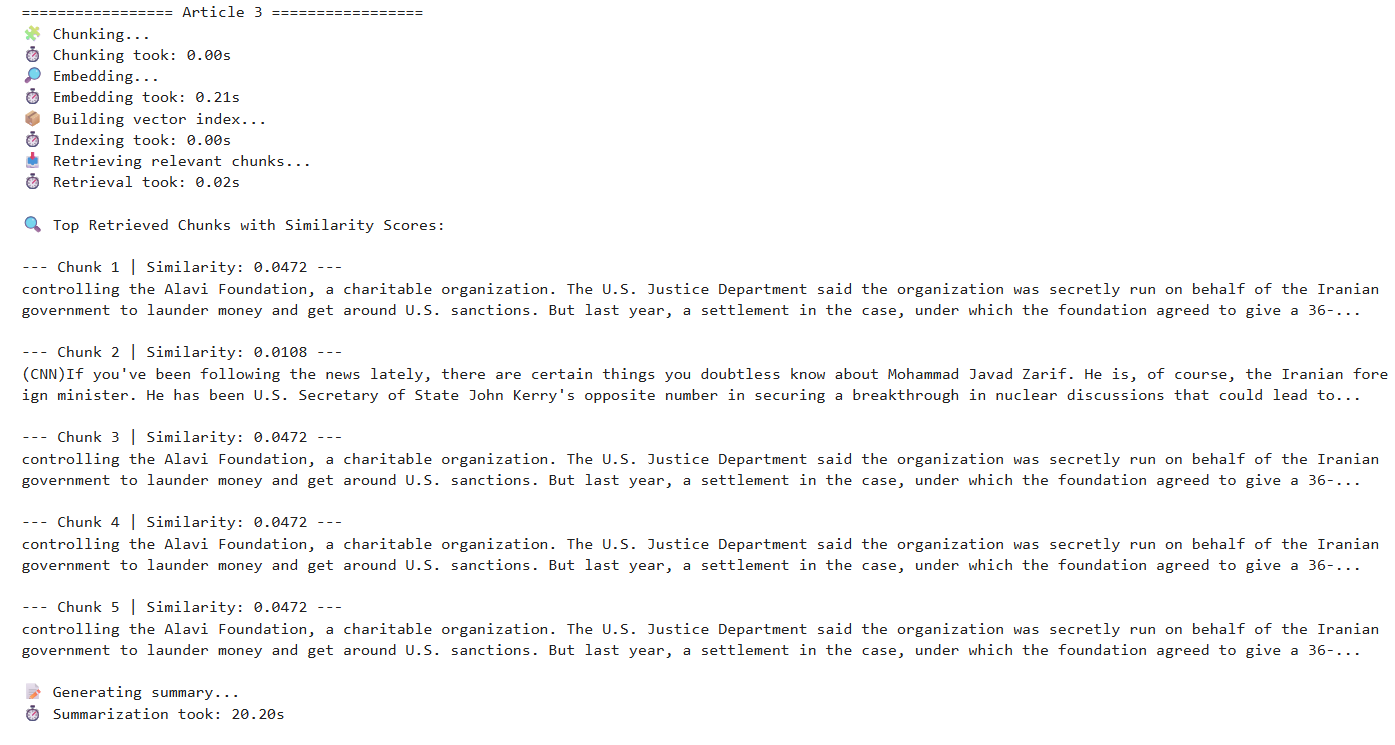 ================= Article 3 =================
🧩 Chunking...
⏱ Chunking took: 0.00s
🔎 Embedding...
⏱ Embedding took: 0.21s
📦 Building vector index...
⏱ Indexing took: 0.00s
📥 Retrieving relevant chunks...
⏱ Retrieval took: 0.02s

🔍 Top Retrieved Chunks with Similarity Scores:

--- Chunk 1 | Similarity: 0.0472 ---
controlling the Alavi Foundation, a charitable organization. The U.S. Justice Department said the organization was secretly run on behalf of the Iranian
government to launder money and get around U.S. sanctions. But last year, a settlement in the case, under which the foundation agreed to give a 36-...

--- Chunk 2 | Similarity: 0.0108 ---
(CNN)If you've been following the news lately, there are certain things you doubtless know about Mohammad Javad Zarif. He is, of course, the Iranian fore
ign minister. He has been U.S. Secretary of State John Kerry's opposite number in securing a breakthrough in nuclear discussions that could lead to...

--- Chunk 3 | Similarity: 0.0472 ---
controlling the Alavi Foundation, a charitable organization. The U.S. Justice Department said the organization was secretly run on behalf of the Iranian
government to launder money and get around U.S. sanctions. But last year, a settlement in the case, under which the foundation agreed to give a 36-...

--- Chunk 4 | Similarity: 0.0472 ---
controlling the Alavi Foundation, a charitable organization. The U.S. Justice Department said the organization was secretly run on behalf of the Iranian
government to launder money and get around U.S. sanctions. But last year, a settlement in the case, under which the foundation agreed to give a 36-...

--- Chunk 5 | Similarity: 0.0472 ---
controlling the Alavi Foundation, a charitable organization. The U.S. Justice Department said the organization was secretly run on behalf of the Iranian
government to launder money and get around U.S. sanctions. But last year, a settlement in the case, under which the foundation agreed to give a 36-...

📝 Generating summary...
⏱ Summarization took: 20.20s